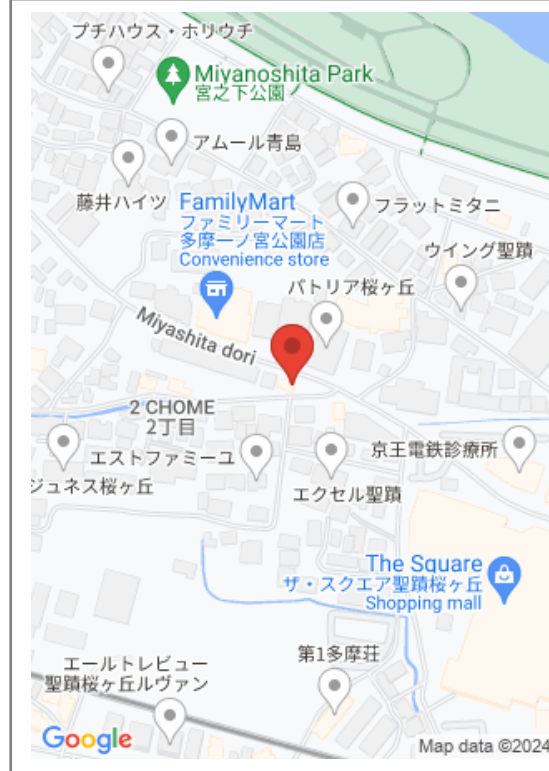 プチハウス・ホリウチ
Miyanoshita Park
宮之下公園
アムール青島
藤井ハイツ
FamilyMart
ファミリーマート
多摩一ノ宮公園店
Convenience store
フラットミタニ
ウイング聖蹟
パトリア桜ヶ丘
Miyashita dori
2 CHOME
2丁目
エストファミーユ
京王電鉄診療所
ジュネス桜ヶ丘
エクセル聖蹟
The Square
ザ・スクエア聖蹟桜ヶ丘
Shopping mall
第1多摩荘
エールトレビュー
聖蹟桜ヶ丘ルヴァン
Google
Map data ©2024